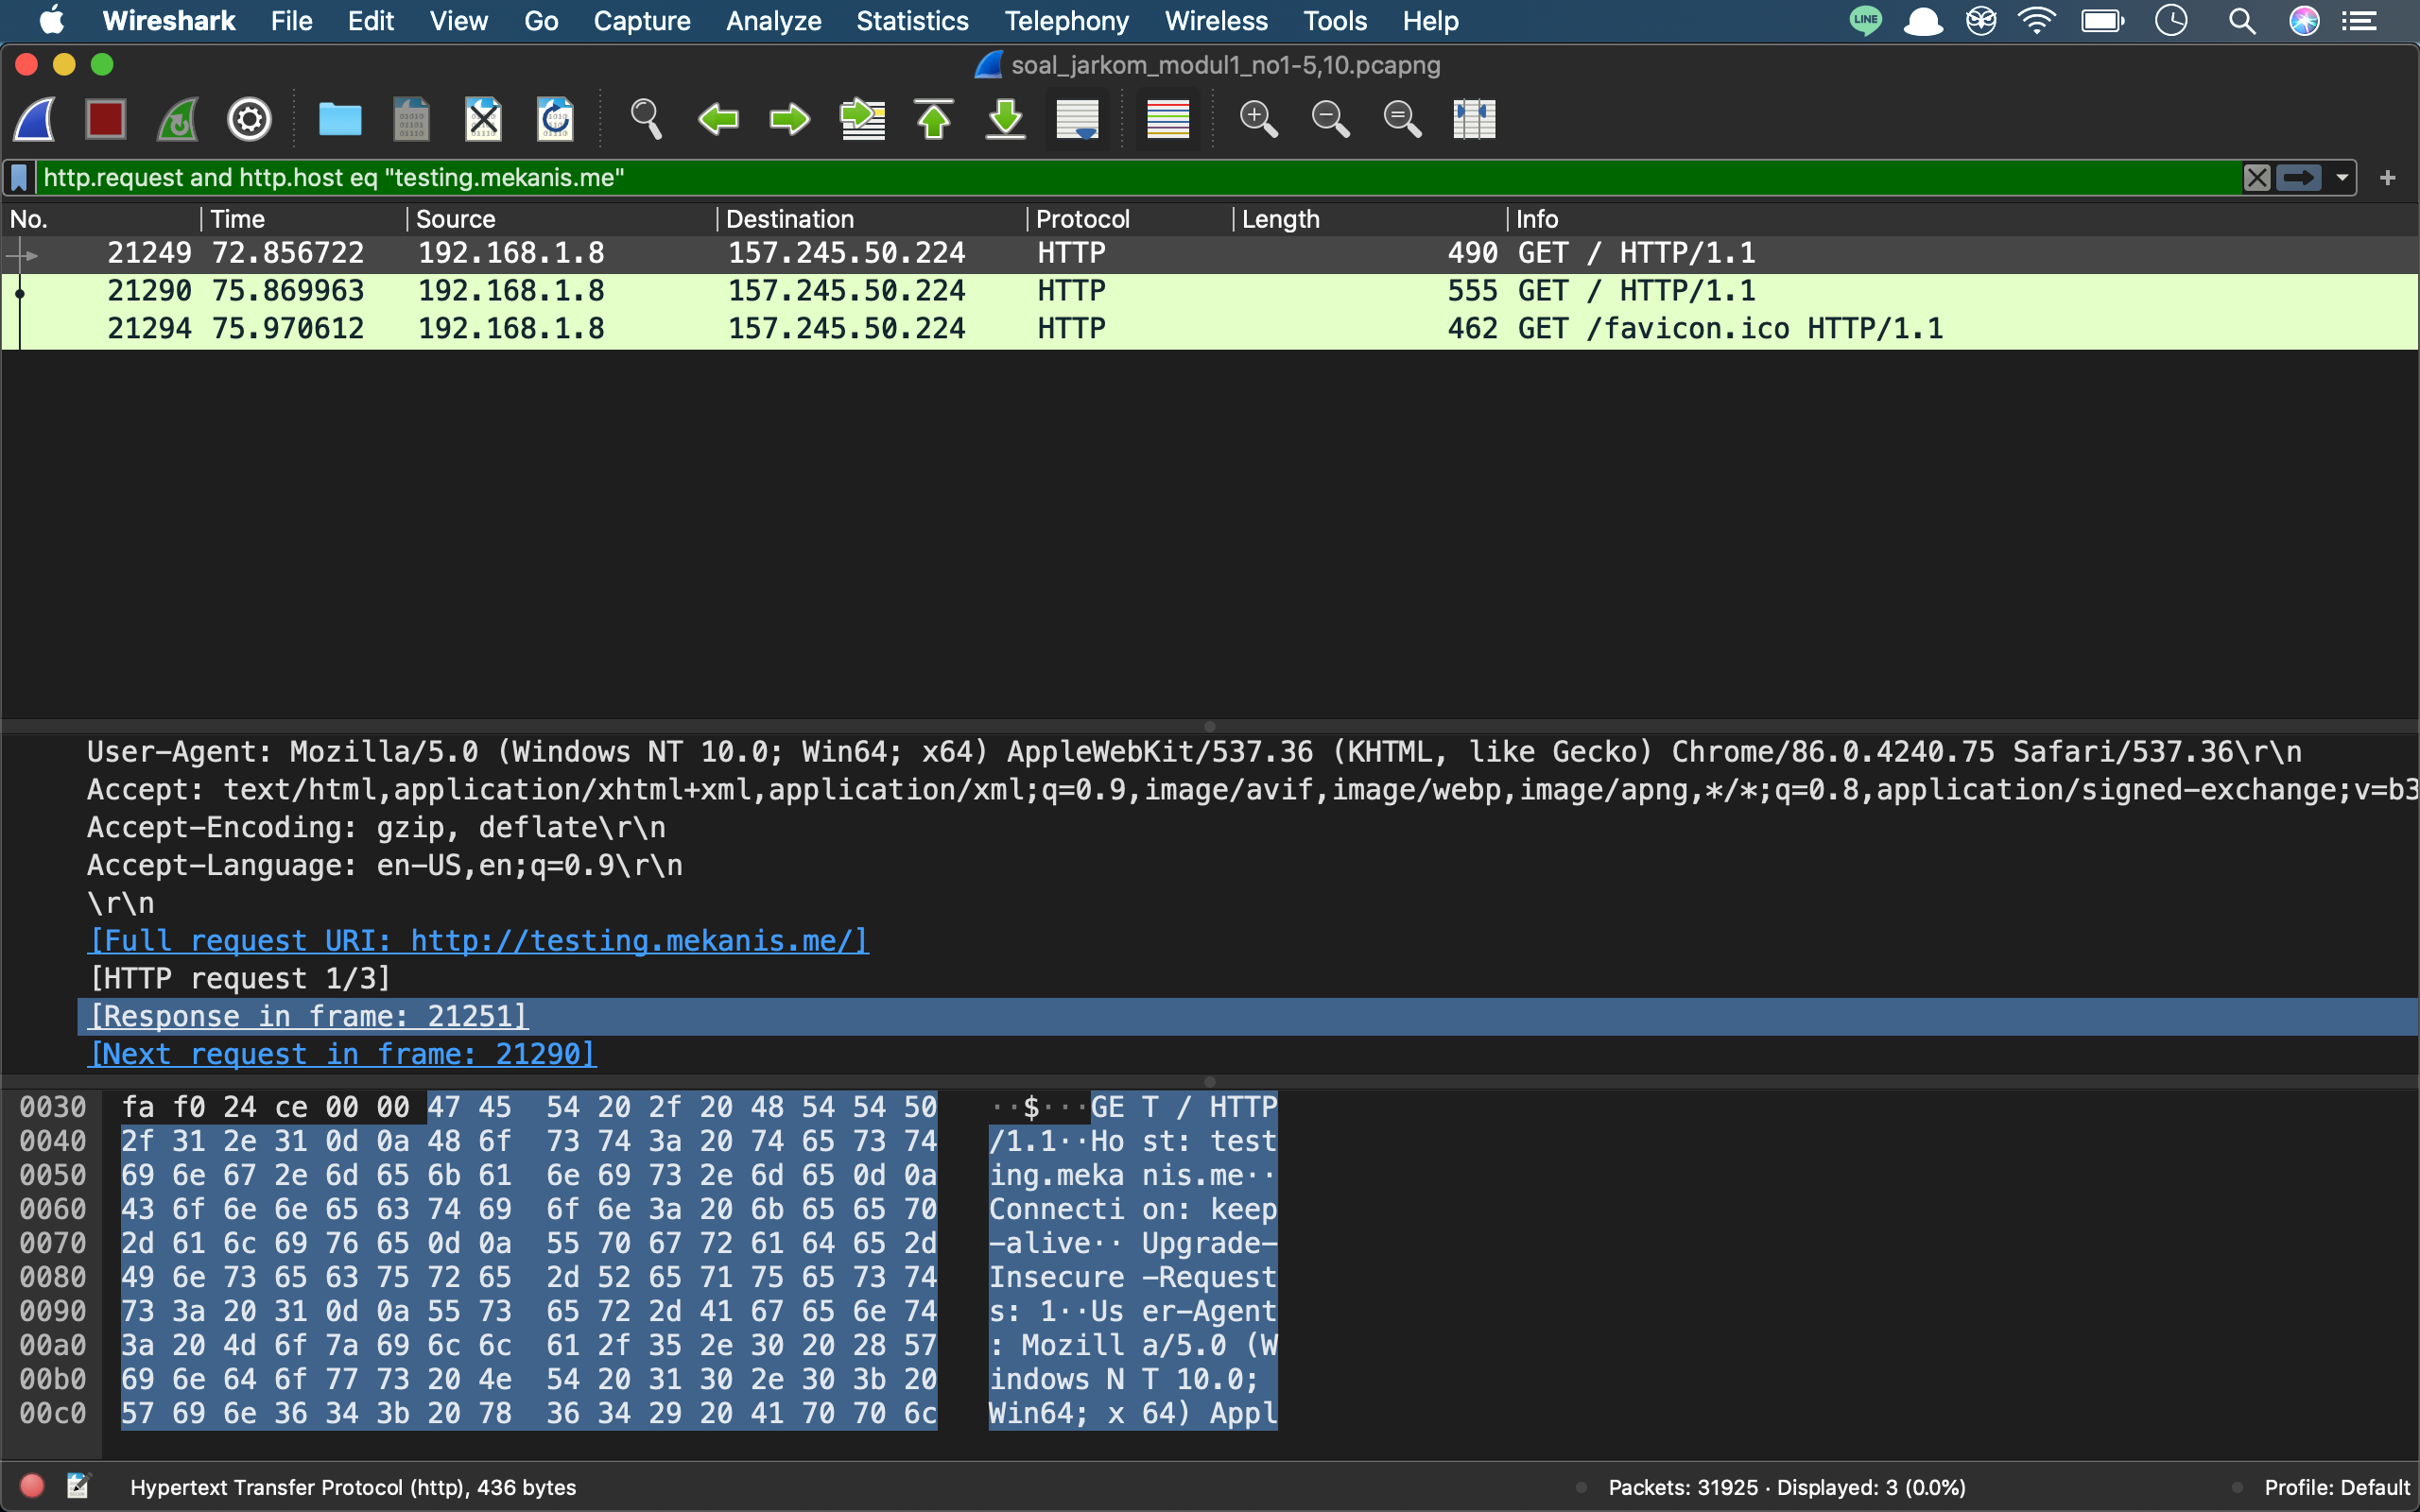 Wireshark File Edit View Go Capture Analyze Statistics Telephony Wireless Tools Help LINE
soal_jarkom_modul1_no1-5,10.pcapng
http.request and http.host eq "testing.mekanis.me"
No. Time Source Destination Protocol Length Info
21249 72.856722 192.168.1.8 157.245.50.224 HTTP 490 GET / HTTP/1.1
21290 75.869963 192.168.1.8 157.245.50.224 HTTP 555 GET / HTTP/1.1
21294 75.970612 192.168.1.8 157.245.50.224 HTTP 462 GET /favicon.ico HTTP/1.1
User-Agent: Mozilla/5.0 (Windows NT 10.0; Win64; x64) AppleWebKit/537.36 (KHTML, like Gecko) Chrome/86.0.4240.75 Safari/537.36\r\n
Accept: text/html,application/xhtml+xml,application/xml;q=0.9,image/avif,image/webp,image/apng,*/*;q=0.8,application/signed-exchange;v=b3
Accept-Encoding: gzip, deflate\r\n
Accept-Language: en-US,en;q=0.9\r\n
\r\n
[Full request URI: http://testing.mekanis.me/]
[HTTP request 1/3]
[Response in frame: 21251]
[Next request in frame: 21290]
0030 fa f0 24 ce 00 00 47 45 54 20 2f 20 48 54 54 50 ··$···GE T / HTTP
0040 2f 31 2e 31 0d 0a 48 6f 73 74 3a 20 74 65 73 74 /1.1··Ho st: test
0050 69 6e 67 2e 6d 65 6b 61 6e 69 73 2e 6d 65 0d 0a ing.meka nis.me··
0060 43 6f 6e 6e 65 63 74 69 6f 6e 3a 20 6b 65 65 70 Connecti on: keep
0070 2d 61 6c 69 76 65 0d 0a 55 70 67 72 61 64 65 2d -alive·· Upgrade-
0080 49 6e 73 65 63 75 72 65 2d 52 65 71 75 65 73 74 Insecure -Request
0090 73 3a 20 31 0d 0a 55 73 65 72 2d 41 67 65 6e 74 s: 1··Us er-Agent
00a0 3a 20 4d 6f 7a 69 6c 6c 61 2f 35 2e 30 20 28 57 : Mozill a/5.0 (W
00b0 69 6e 64 6f 77 73 20 4e 54 20 31 30 2e 30 3b 20 indows N T 10.0;
00c0 57 69 6e 36 34 3b 20 78 36 34 29 20 41 70 70 6c Win64; x 64) Appl
Hypertext Transfer Protocol (http), 436 bytes Packets: 31925 · Displayed: 3 (0.0%) Profile: Default